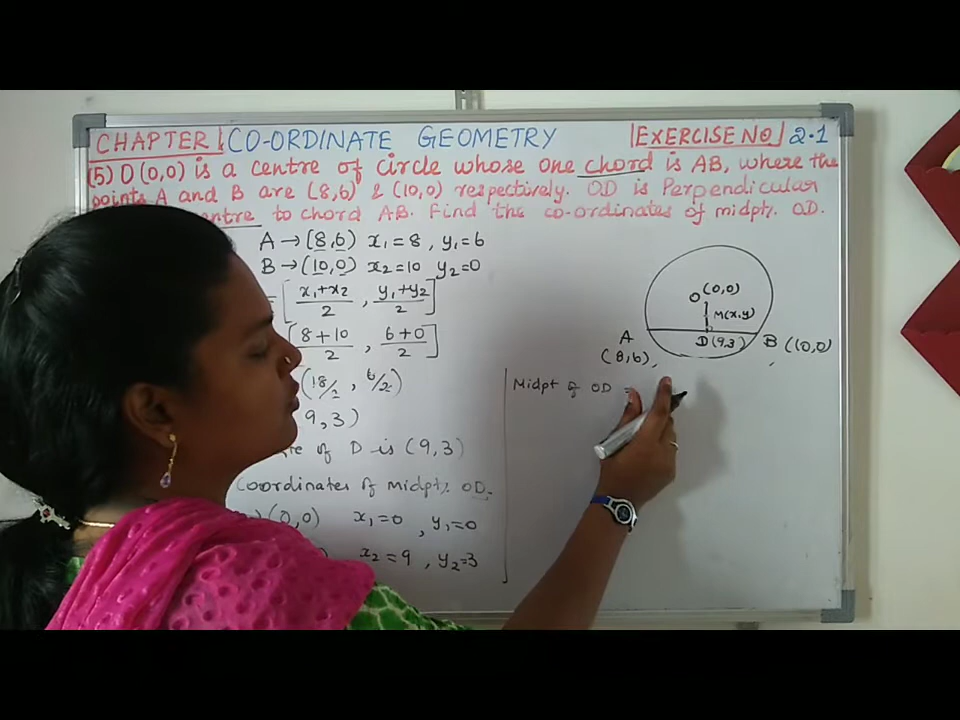 CHAPTER CO-ORDINATE GEOMETRY EXERCISE NO 2.1
(5) O(0,0) is a centre of circle whose one chord is AB, where the
points A and B are (8,6) & (10,0) respectively. OD is Perpendicular
centre to chord AB. Find the co-ordinates of midpt. OD.
A → (8,6) x₁=8, y₁=6
B → (10,0) x₂=10 y₂=0
= [x₁+x₂/2, y₁+y₂/2]
[8+10/2, 6+0/2]
(18/2, 6/2)
9,3)
of D is (9,3)
Coordinates of midpt. OD.
(0,0) x₁=0, y₁=0
x₂=9, y₂=3
O (0,0)
M(x,y)
D(9,3)
A
(8,6)
B (10,0)
Midpt of OD =